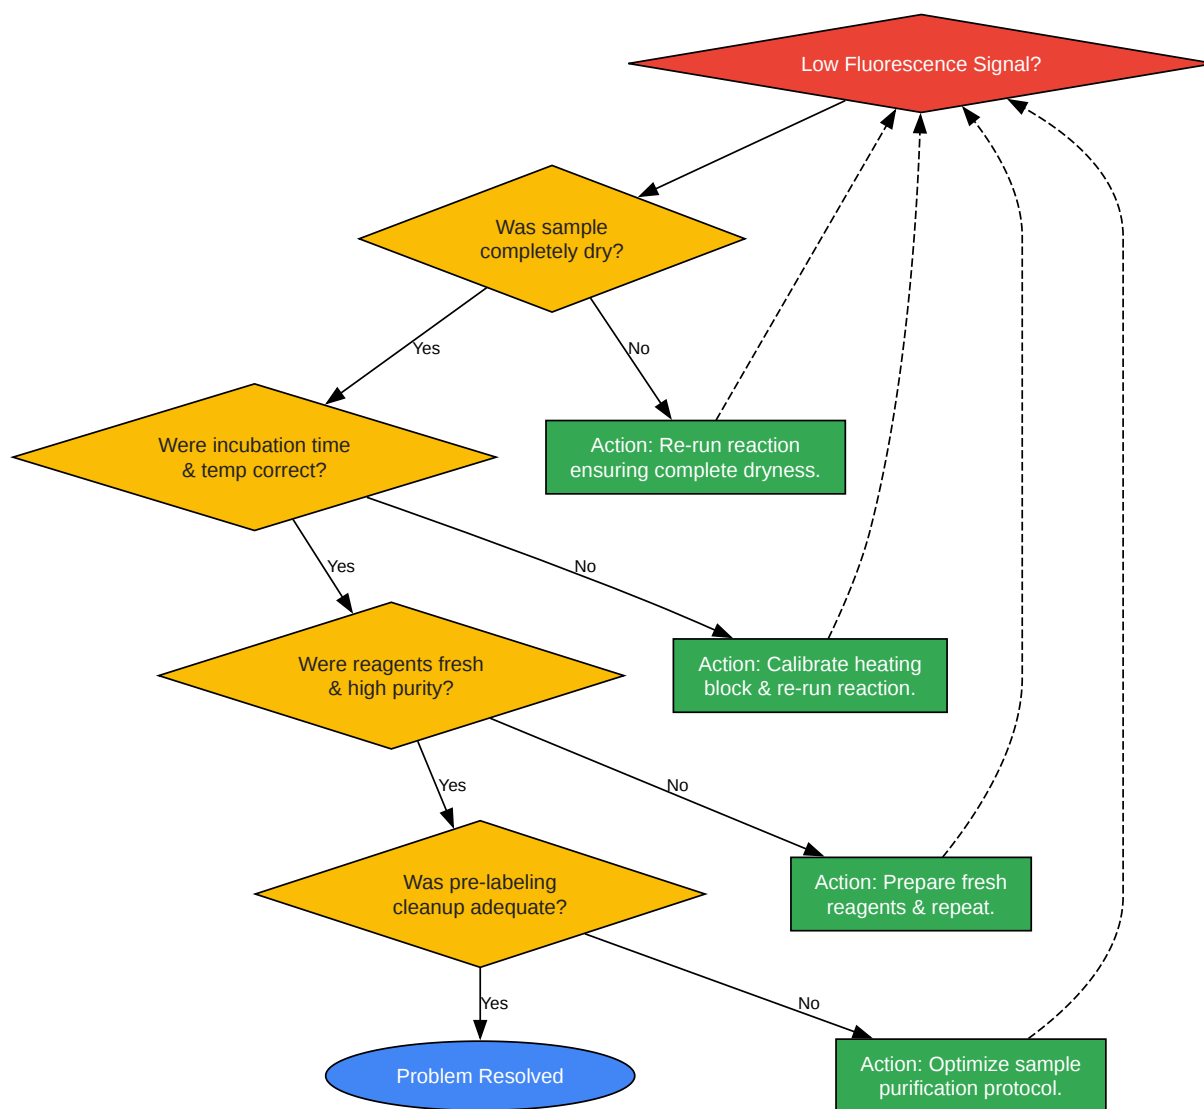 Low Fluorescence Signal?
Was sample
completely dry?
Yes
No
Were incubation time
& temp correct?
Action: Re-run reaction
ensuring complete dryness.
Yes
No
Were reagents fresh
& high purity?
Action: Calibrate heating
block & re-run reaction.
Yes
No
Was pre-labeling
cleanup adequate?
Action: Prepare fresh
reagents & repeat.
Yes
No
Problem Resolved
Action: Optimize sample
purification protocol.